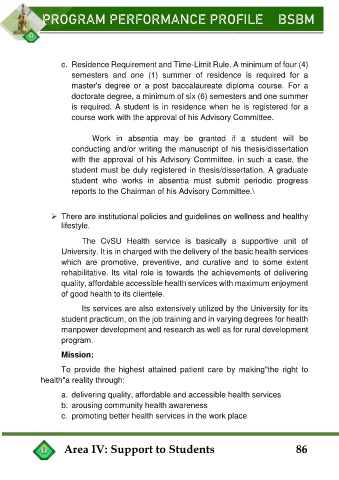 PROGRAM PERFORMANCE PROFILE BSBM
c. Residence Requirement and Time-Limit Rule. A minimum of four (4)
semesters and one (1) summer of residence is required for a
master's degree or a post baccalaureate diploma course. For a
doctorate degree, a minimum of six (6) semesters and one summer
is required. A student is in residence when he is registered for a
course work with the approval of his Advisory Committee.
Work in absentia may be granted if a student will be
conducting and/or writing the manuscript of his thesis/dissertation
with the approval of his Advisory Committee. in such a case, the
student must be duly registered in thesis/dissertation. A graduate
student who works in absentia must submit periodic progress
reports to the Chairman of his Advisory Committee.\
➢ There are institutional policies and guidelines on wellness and healthy
lifestyle.
The CvSU Health service is basically a supportive unit of
University. It is in charged with the delivery of the basic health services
which are promotive, preventive, and curative and to some extent
rehabilitative. Its vital role is towards the achievements of delivering
quality, affordable accessible health services with maximum enjoyment
of good health to its clientele.
Its services are also extensively utilized by the University for its
student practicum, on the job training and in varying degrees for health
manpower development and research as well as for rural development
program.
Mission:
To provide the highest attained patient care by making"the right to
health"a reality through:
a. delivering quality, affordable and accessible health services
b. arousing community health awareness
c. promoting better health services in the work place
Area IV: Support to Students 86